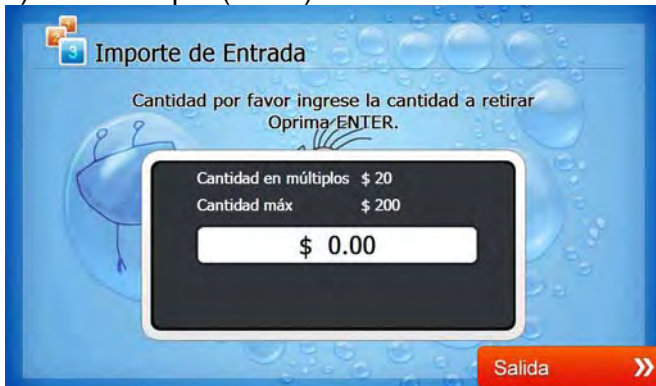 3
Importe de Entrada
Cantidad por favor ingrese la cantidad a retirar
Oprima ENTER.
Cantidad en múltiplos $ 20
Cantidad máx $ 200
$ 0.00
Salida